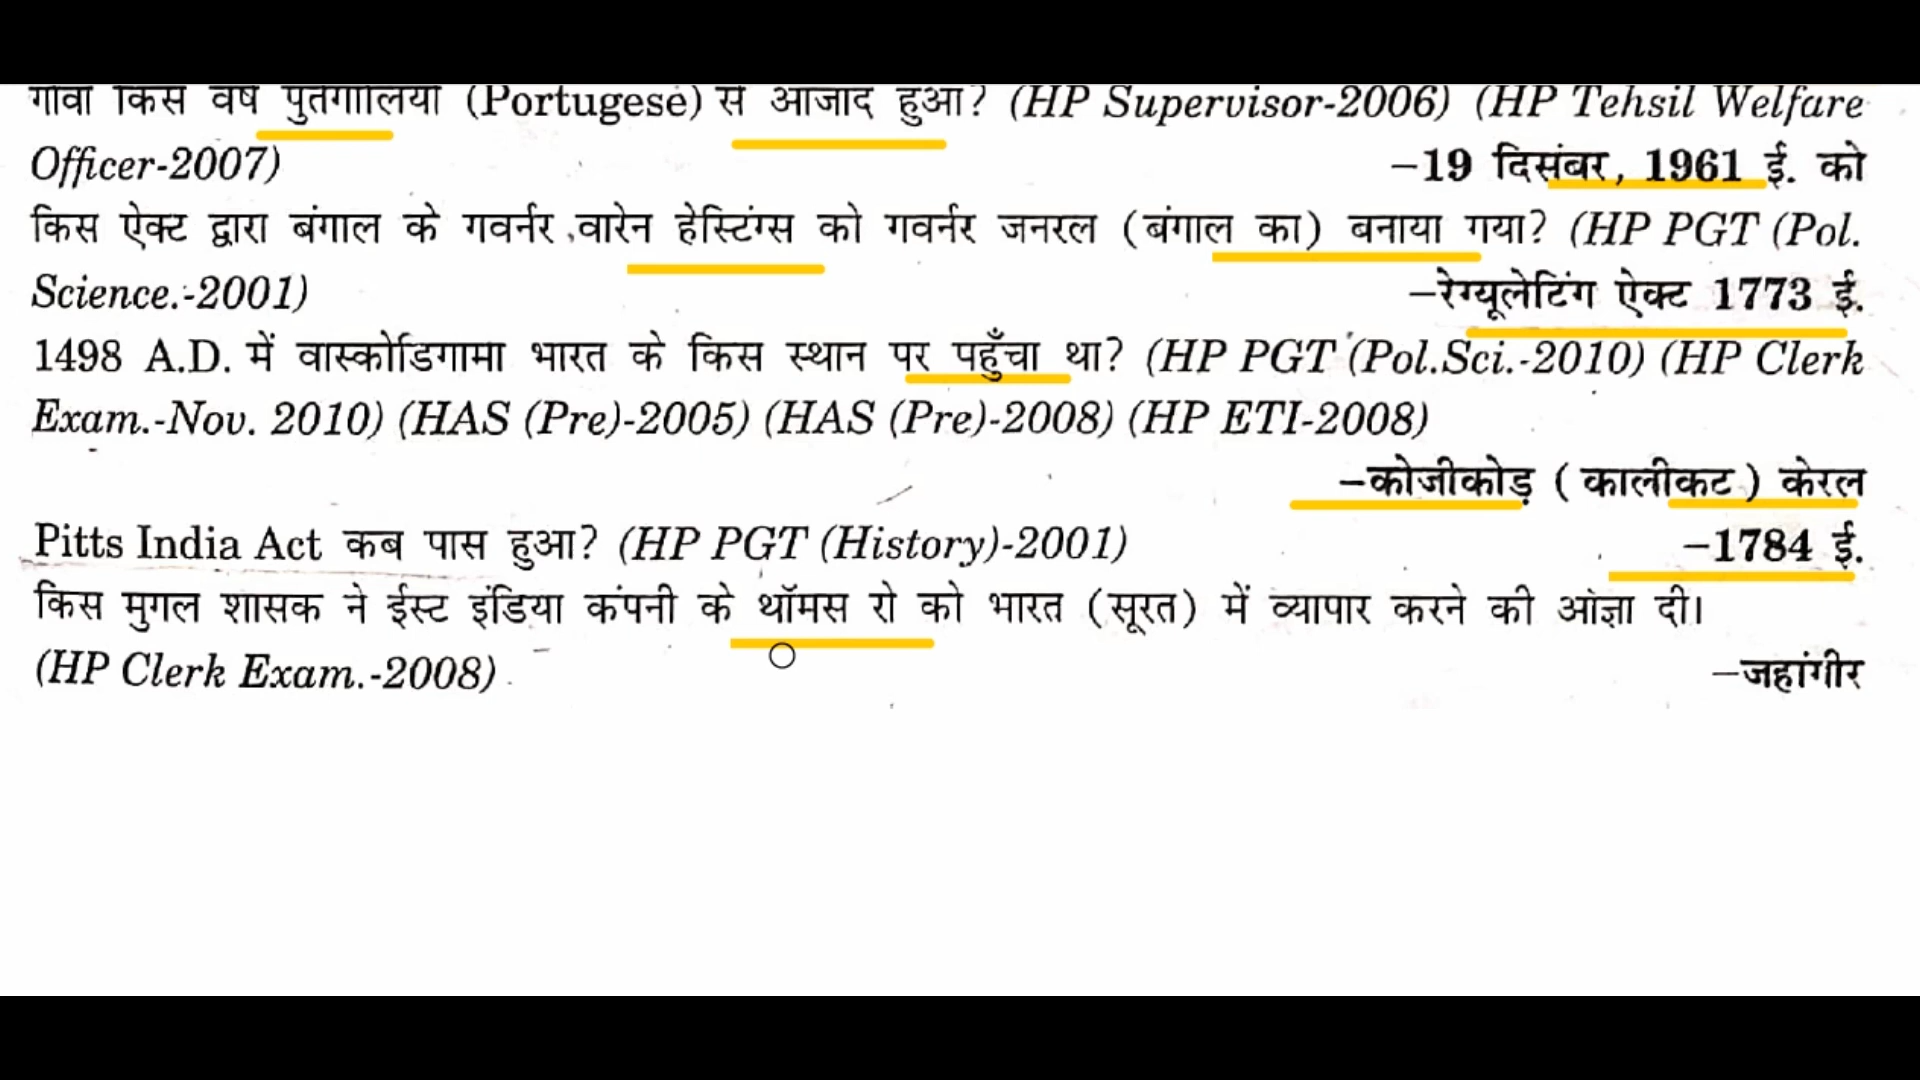 गोवा किस वर्ष पुर्तगालियों (Portugese) से आजाद हुआ? (HP Supervisor-2006) (HP Tehsil Welfare
Officer-2007) –19 दिसंबर, 1961 ई. को
किस ऐक्ट द्वारा बंगाल के गवर्नर वारेन हेस्टिंग्स को गवर्नर जनरल (बंगाल का) बनाया गया? (HP PGT (Pol.
Science.-2001) –रेग्यूलेटिंग ऐक्ट 1773 ई.
1498 A.D. में वास्कोडिगामा भारत के किस स्थान पर पहुँचा था? (HP PGT (Pol.Sci.-2010) (HP Clerk
Exam.-Nov. 2010) (HAS (Pre)-2005) (HAS (Pre)-2008) (HP ETI-2008)
–कोजीकोड़ (कालीकट) केरल
Pitts India Act कब पास हुआ? (HP PGT (History)-2001) –1784 ई.
किस मुगल शासक ने ईस्ट इंडिया कंपनी के थॉमस रो को भारत (सूरत) में व्यापार करने की आंज्ञा दी।
(HP Clerk Exam.-2008) –जहांगीर